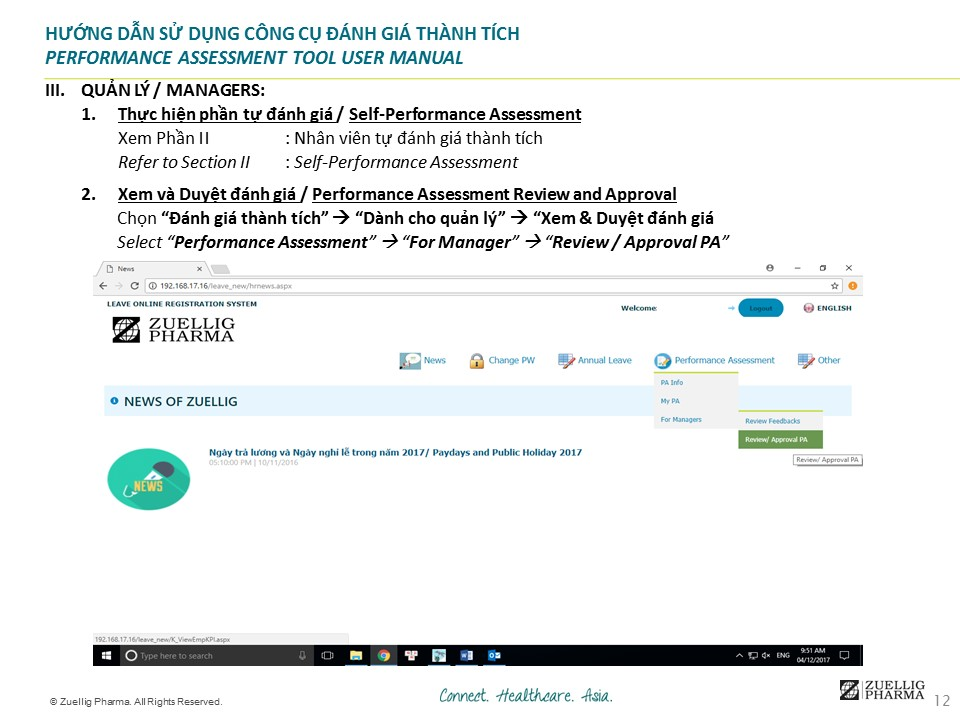 HƯỚNG DẪN SỬ DỤNG CÔNG CỤ ĐÁNH GIÁ THÀNH TÍCH
PERFORMANCE ASSESSMENT TOOL USER MANUAL
III. QUẢN LÝ / MANAGERS:
1. Thực hiện phần tự đánh giá / Self-Performance Assessment
Xem Phần II : Nhân viên tự đánh giá thành tích
Refer to Section II : Self-Performance Assessment
2. Xem và Duyệt đánh giá / Performance Assessment Review and Approval
Chọn “Đánh giá thành tích” → “Dành cho quản lý” → “Xem & Duyệt đánh giá
Select “Performance Assessment” → “For Manager” → “Review / Approval PA”
News
192.168.17.16/leave_new/hrnews.aspx
LEAVE ONLINE REGISTRATION SYSTEM
Welcome:
Logout
ENGLISH
ZUELLIG
PHARMA
News
Change PW
Annual Leave
Performance Assessment
Other
PA Info
My PA
For Managers
Review Feedbacks
Review/ Approval PA
Review/ Approval PA
NEWS OF ZUELLIG
NEWS
Ngày trả lương và Ngày nghỉ lễ trong năm 2017/ Paydays and Public Holiday 2017
05:10:00 PM | 10/11/2016
192.168.17.16/leave_new/K_ViewEmpKPI.aspx
Type here to search
ENG
9:51 AM
04/12/2017
© Zuellig Pharma. All Rights Reserved.
Connect. Healthcare. Asia.
ZUELLIG
PHARMA
12